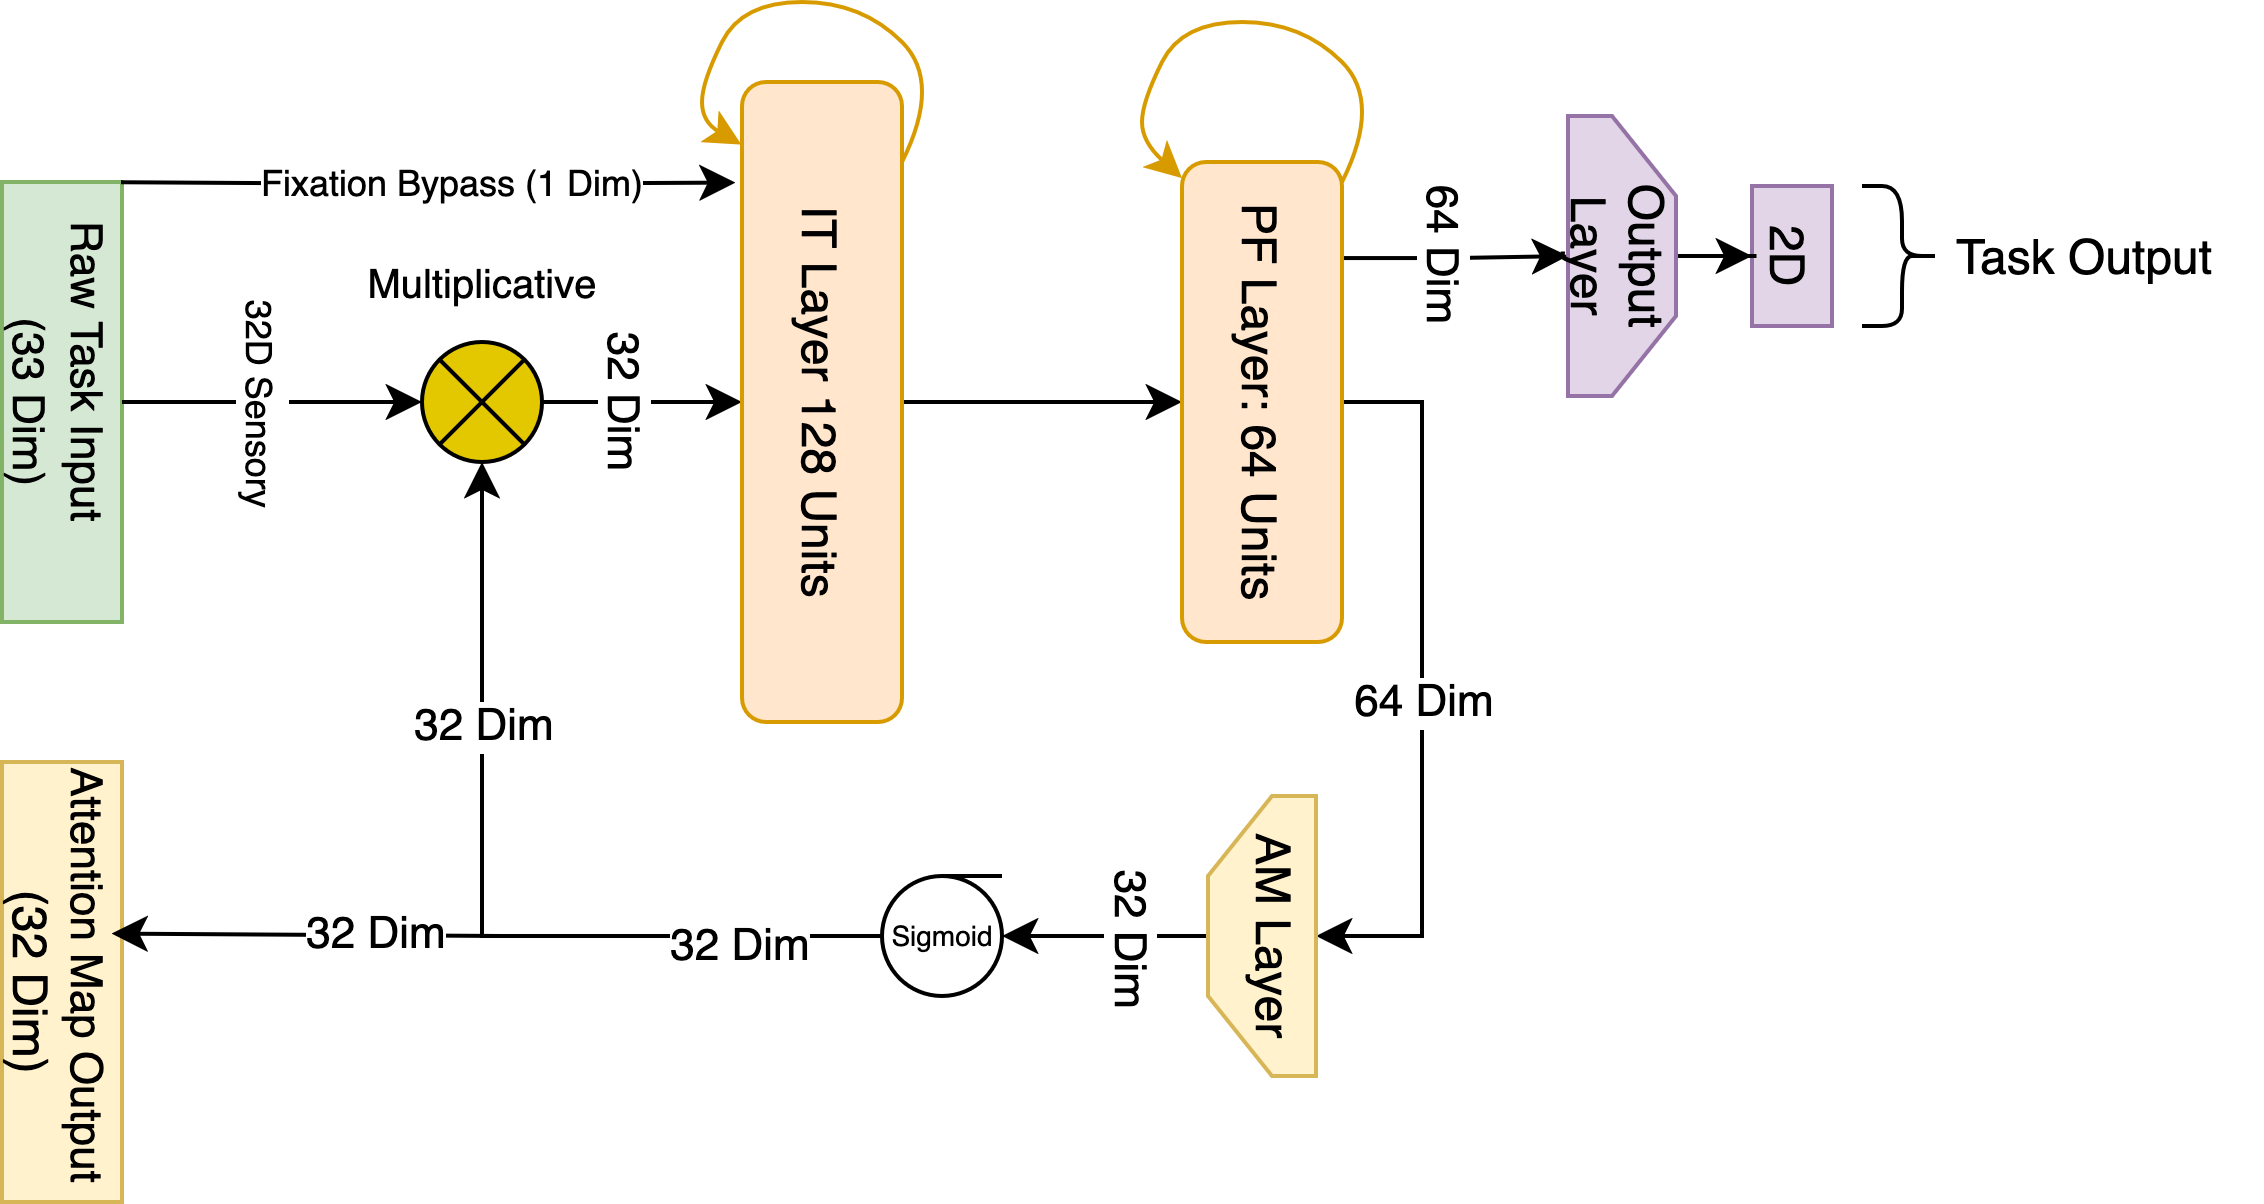 Fixation Bypass (1 Dim)
Raw Task Input
(33 Dim)
32D Sensory
Multiplicative
32 Dim
IT Layer 128 Units
PF Layer: 64 Units
64 Dim
Output
Layer
2D
Task Output
32 Dim
64 Dim
Attention Map Output
(32 Dim)
32 Dim
32 Dim
Sigmoid
32 Dim
AM Layer